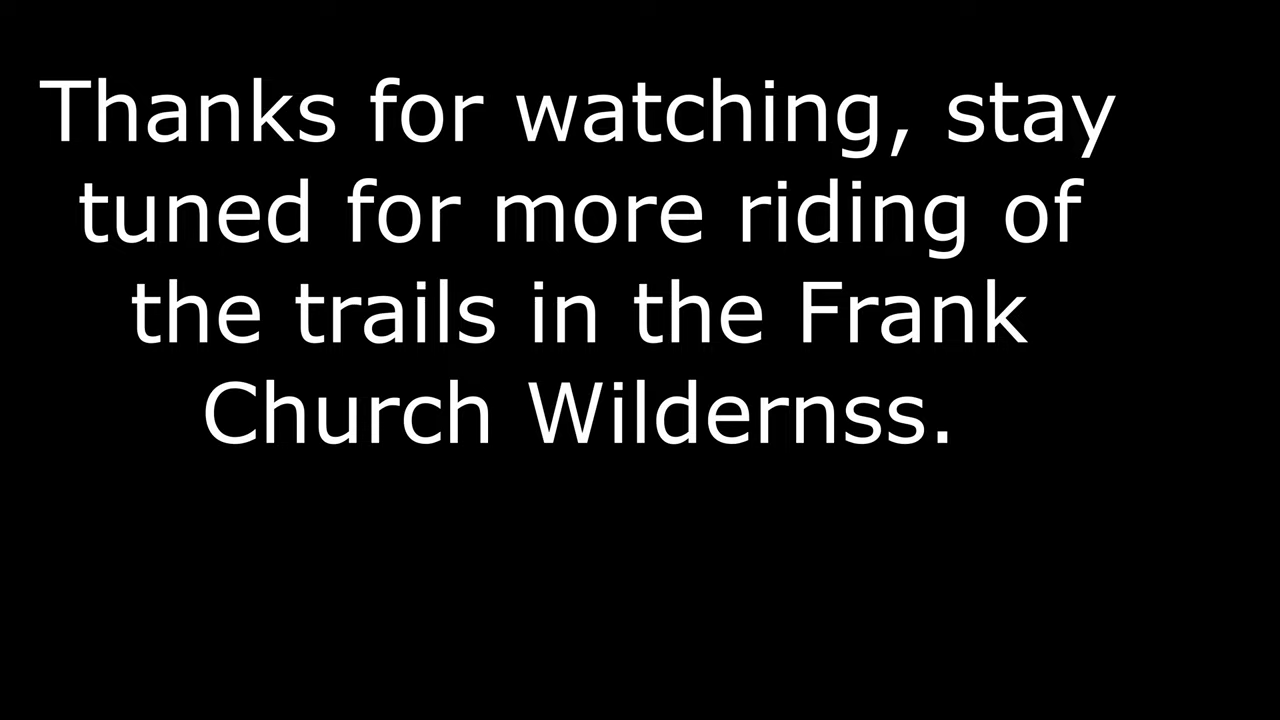 Thanks for watching, stay
tuned for more riding of
the trails in the Frank
Church Wildernss.